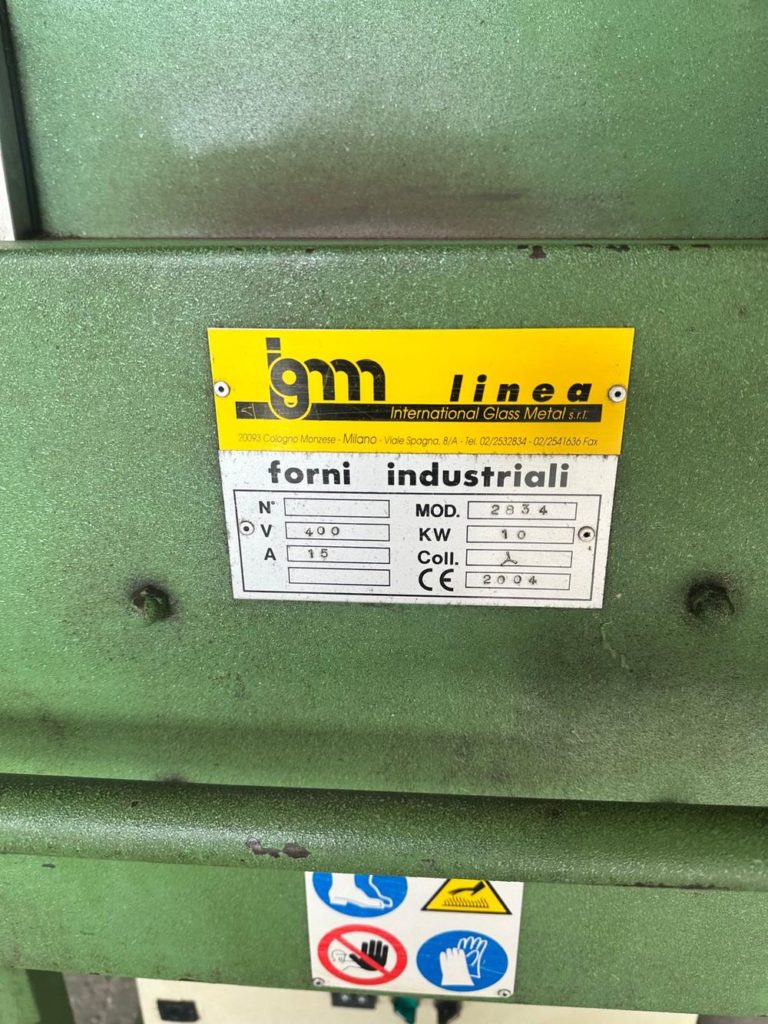 igm linea
International Glass Metal s.r.l.
20093 Cologno Monzese - Milano - Viale Spagna, 8/A - Tel. 02/2532834 - 02/2541636 Fax
forni industriali
N° MOD. 2834
V 400 KW 10
A 15 Coll.
CE 2004